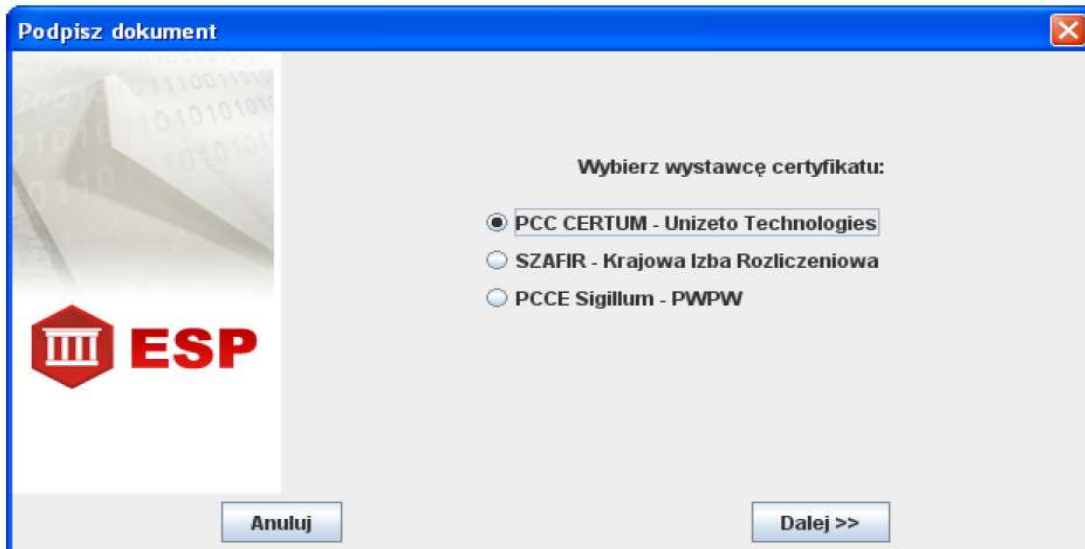 Podpisz dokument
Wybierz wystawcę certyfikatu:
PCC CERTUM - Unizeto Technologies
SZAFIR - Krajowa Izba Rozliczeniowa
PCCE Sigillum - PWPW
ESP
Anuluj
Dalej >>